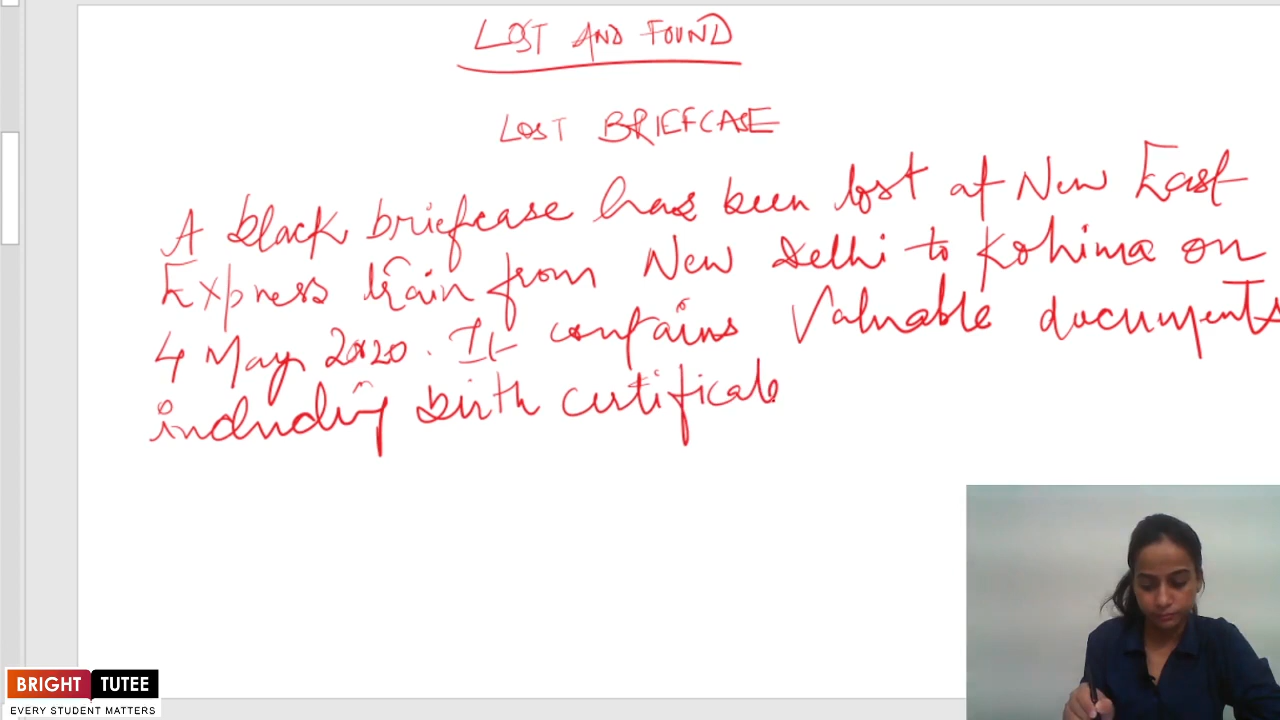 LOST AND FOUND
LOST BRIEFCASE
A black briefcase has been lost at New East
Express train from New Delhi to Kohima on
4 May 2020. It contains Valuable documents
including birth certificate
BRIGHT TUTEE
EVERY STUDENT MATTERS